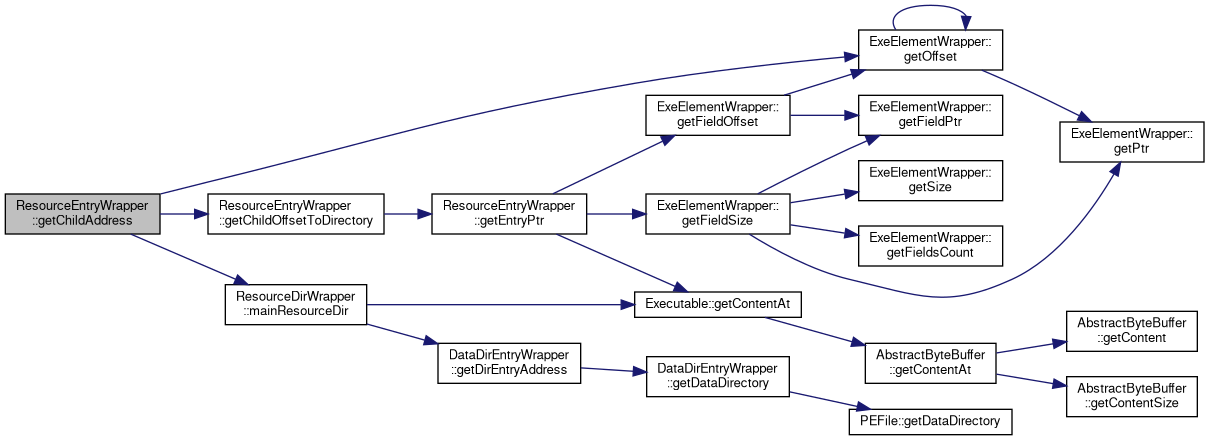 ExeElementWrapper::
getOffset
ExeElementWrapper::
getFieldOffset
ExeElementWrapper::
getFieldPtr
ExeElementWrapper::
getPtr
ExeElementWrapper::
getSize
ResourceEntryWrapper
::getChildAddress
ResourceEntryWrapper
::getChildOffsetToDirectory
ResourceEntryWrapper
::getEntryPtr
ExeElementWrapper::
getFieldSize
ExeElementWrapper::
getFieldsCount
ResourceDirWrapper
::mainResourceDir
Executable::getContentAt
AbstractByteBuffer
::getContent
DataDirEntryWrapper
::getDirEntryAddress
DataDirEntryWrapper
::getDataDirectory
AbstractByteBuffer
::getContentAt
AbstractByteBuffer
::getContentSize
PEFile::getDataDirectory